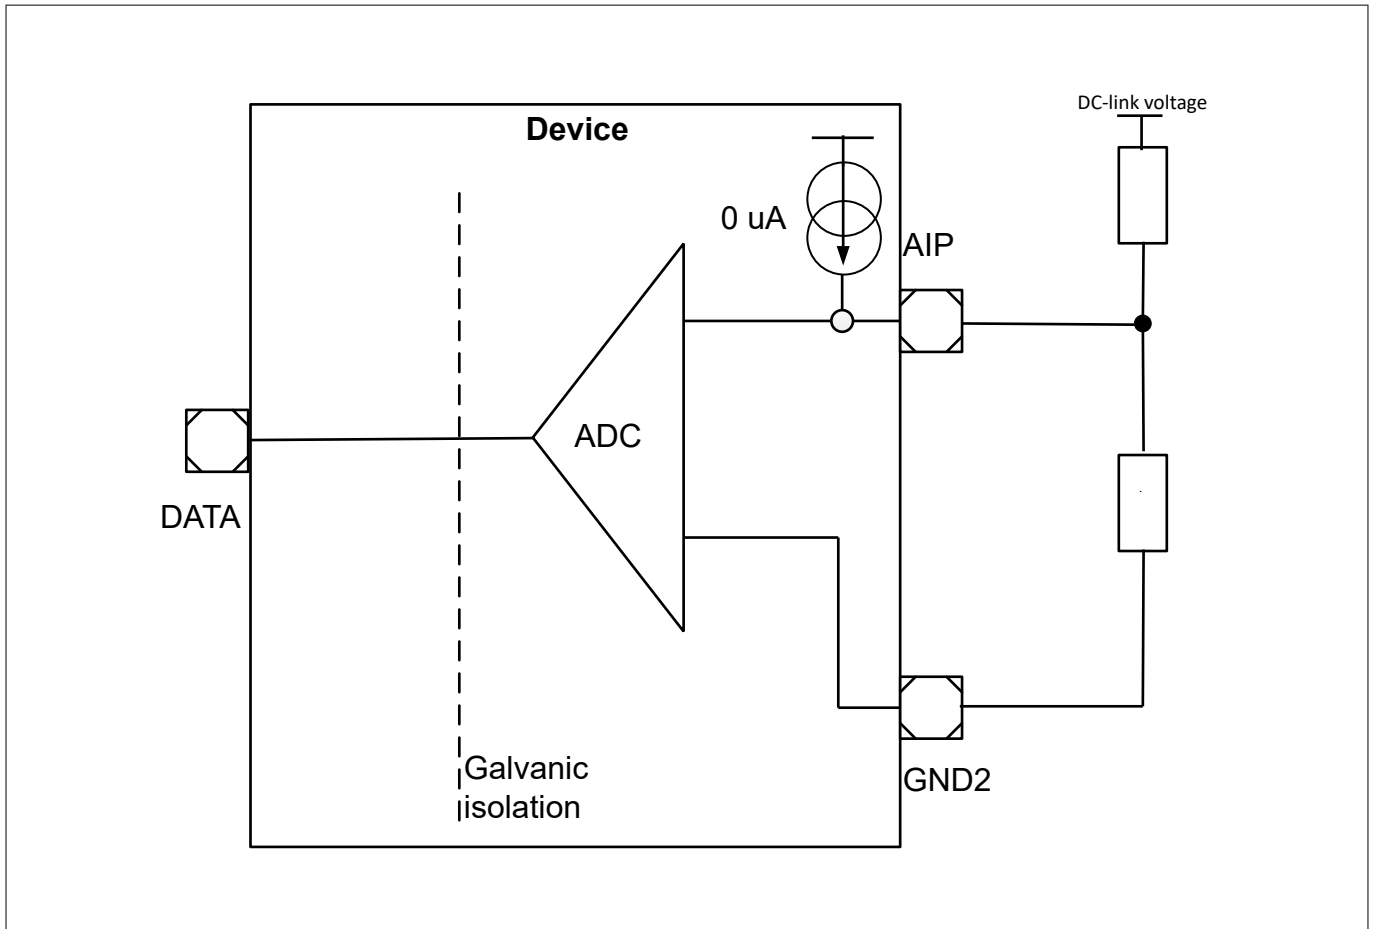 DC-link voltage
Device
0 uA
AIP
ADC
DATA
Galvanic
isolation
GND2